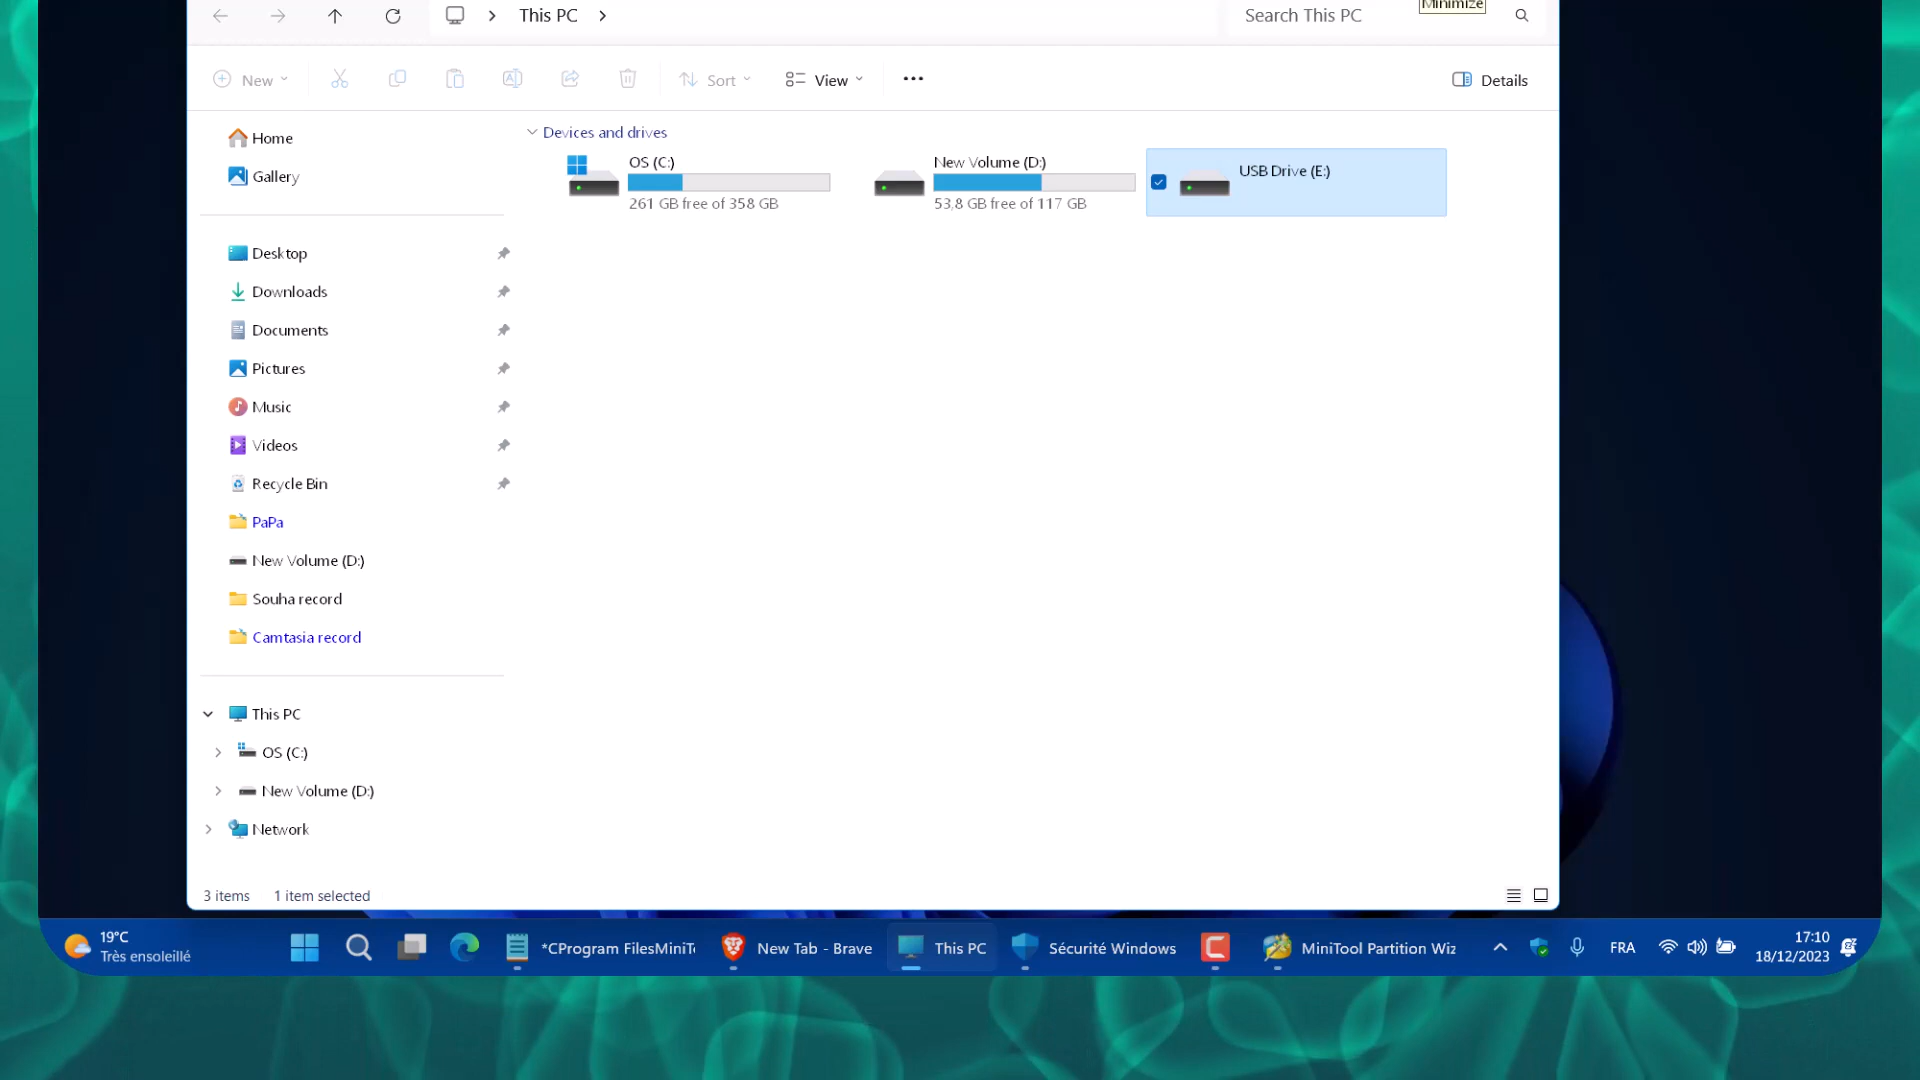 This PC
Search This PC
Minimize
New
Sort
View
Details
Home
Gallery
Desktop
Downloads
Documents
Pictures
Music
Videos
Recycle Bin
PaPa
New Volume (D:)
Souha record
Camtasia record
This PC
OS (C:)
New Volume (D:)
Network
Devices and drives
OS (C:)
261 GB free of 358 GB
New Volume (D:)
53,8 GB free of 117 GB
USB Drive (E:)
3 items 1 item selected
19°C
Très ensoleillé
*CProgram FilesMiniT
New Tab - Brave
This PC
Sécurité Windows
MiniTool Partition Wiz
FRA
17:10
18/12/2023